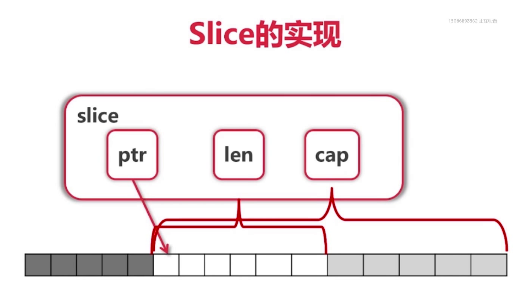 Slice的实现
slice
ptr
len
cap